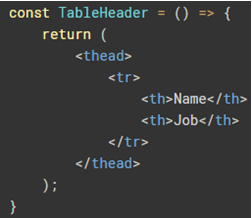 const TableHeader = () => {
    return (
        <thead>
            <tr>
                <th>Name</th>
                <th>Job</th>
            </tr>
        </thead>
    );
}